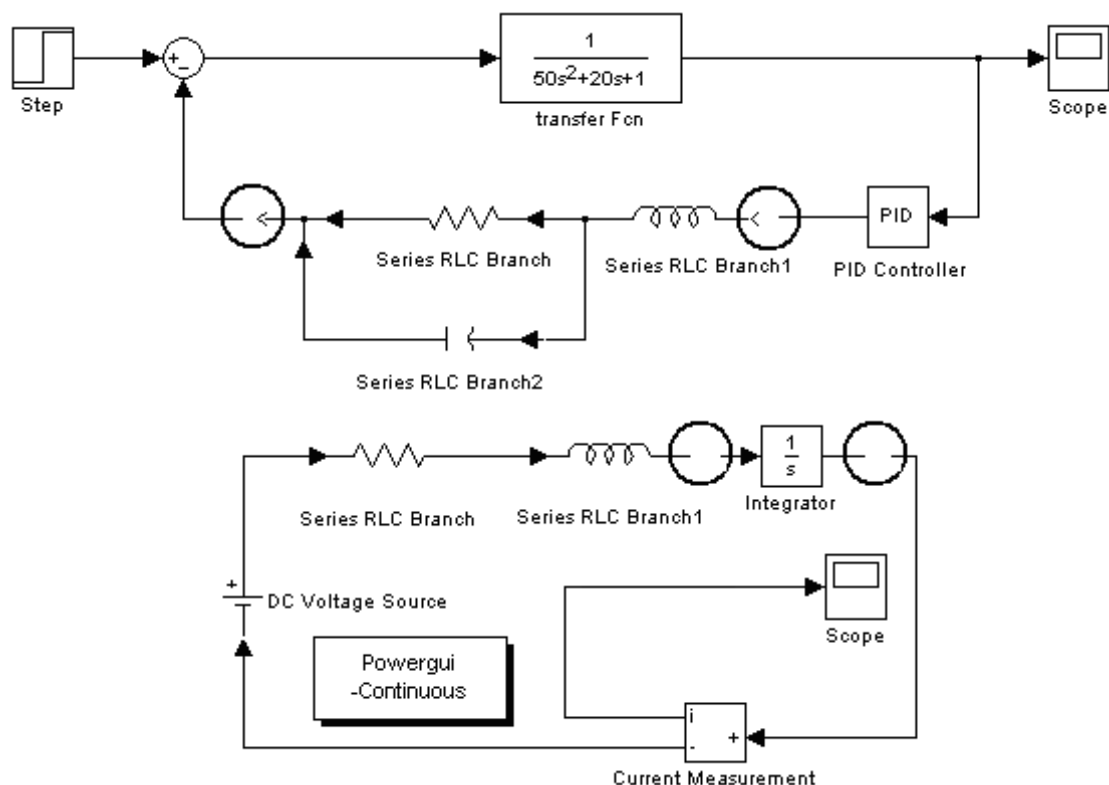 Step
+
−
1
50s2+20s+1
transfer Fcn
Scope
Series RLC Branch
Series RLC Branch1
PID
PID Controller
Series RLC Branch2
Series RLC Branch
Series RLC Branch1
1
s
Integrator
+
DC Voltage Source
Scope
Powergui
-Continuous
i
-
+
Current Measurement